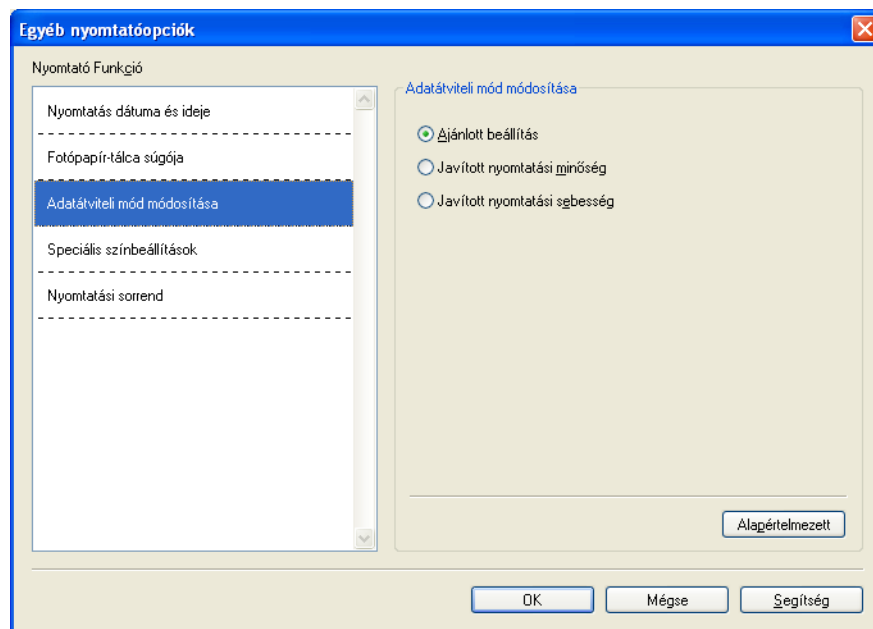 Egyéb nyomtatóopciók
Nyomtató Funkció
Nyomtatás dátuma és ideje
Fotópapír-tálca súgója
Adatátviteli mód módosítása
Speciális színbeállítások
Nyomtatási sorrend
Adatátviteli mód módosítása
Ajánlott beállítás
Javított nyomtatási minőség
Javított nyomtatási sebesség
Alapértelmezett
OK
Mégse
Segítség